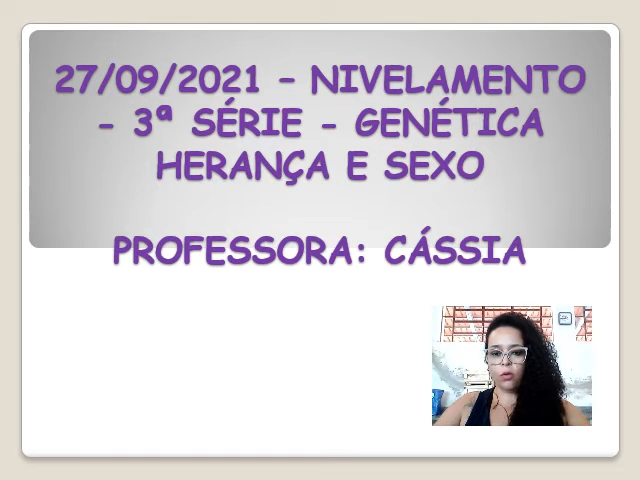 27/09/2021 – NIVELAMENTO
- 3ª SÉRIE - GENÉTICA
HERANÇA E SEXO
PROFESSORA: CÁSSIA